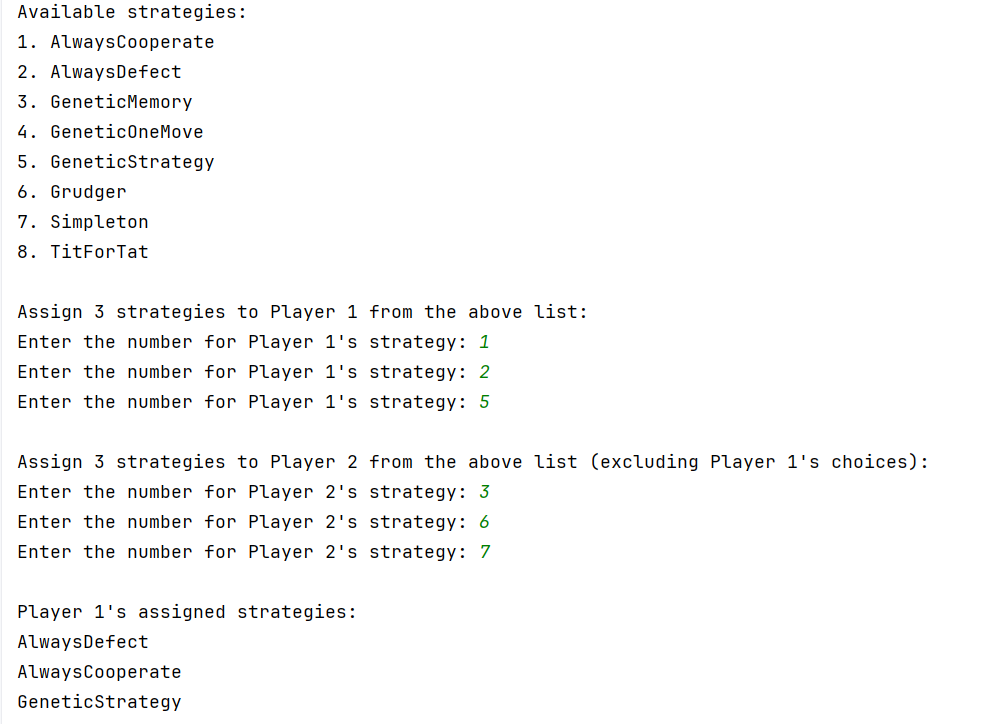 Available strategies:
1. AlwaysCooperate
2. AlwaysDefect
3. GeneticMemory
4. GeneticOneMove
5. GeneticStrategy
6. Grudger
7. Simpleton
8. TitForTat
Assign 3 strategies to Player 1 from the above list:
Enter the number for Player 1's strategy: 1
Enter the number for Player 1's strategy: 2
Enter the number for Player 1's strategy: 5
Assign 3 strategies to Player 2 from the above list (excluding Player 1's choices):
Enter the number for Player 2's strategy: 3
Enter the number for Player 2's strategy: 6
Enter the number for Player 2's strategy: 7
Player 1's assigned strategies:
AlwaysDefect
AlwaysCooperate
GeneticStrategy